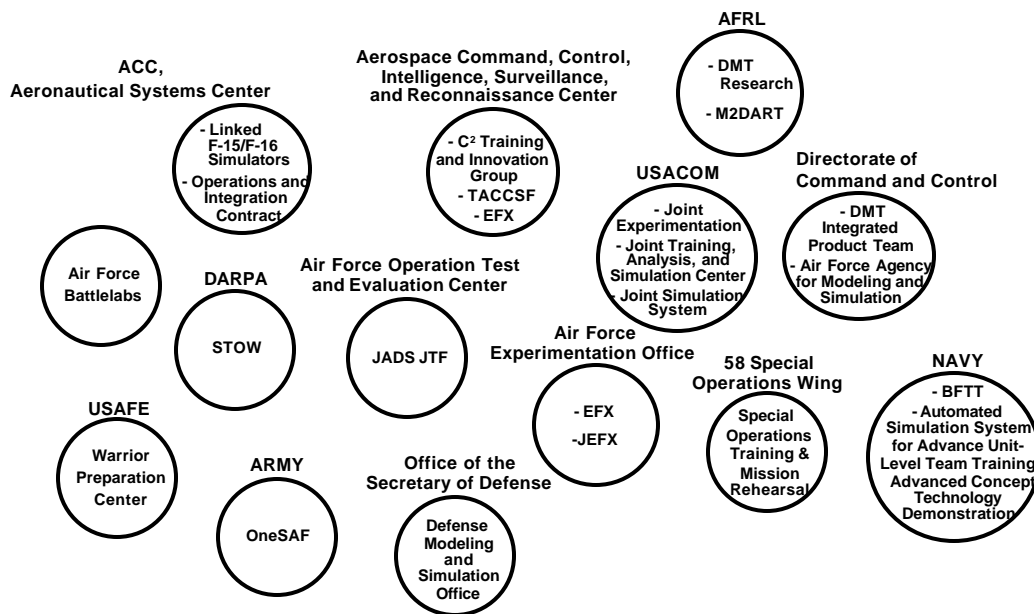 AFRL
- DMT
Research
- M2DART
ACC,
Aeronautical Systems Center
- Linked
F-15/F-16
Simulators
- Operations and
Integration
Contract
Aerospace Command, Control,
Intelligence, Surveillance,
and Reconnaissance Center
- C² Training
and Innovation
Group
- TACCSF
- EFX
USACOM
- Joint
Experimentation
- Joint Training,
Analysis, and
Simulation Center
- Joint Simulation
System
Directorate of
Command and Control
- DMT
Integrated
Product Team
- Air Force Agency
for Modeling and
Simulation
Air Force
Battlelabs
DARPA
STOW
Air Force Operation Test
and Evaluation Center
JADS JTF
Air Force
Experimentation Office
- EFX
-JEFX
58 Special
Operations Wing
Special
Operations
Training &
Mission
Rehearsal
NAVY
- BFTT
- Automated
Simulation System
for Advance Unit-
Level Team Training
Advanced Concept
Technology
Demonstration
USAFE
Warrior
Preparation
Center
ARMY
OneSAF
Office of the
Secretary of Defense
Defense
Modeling
and
Simulation
Office